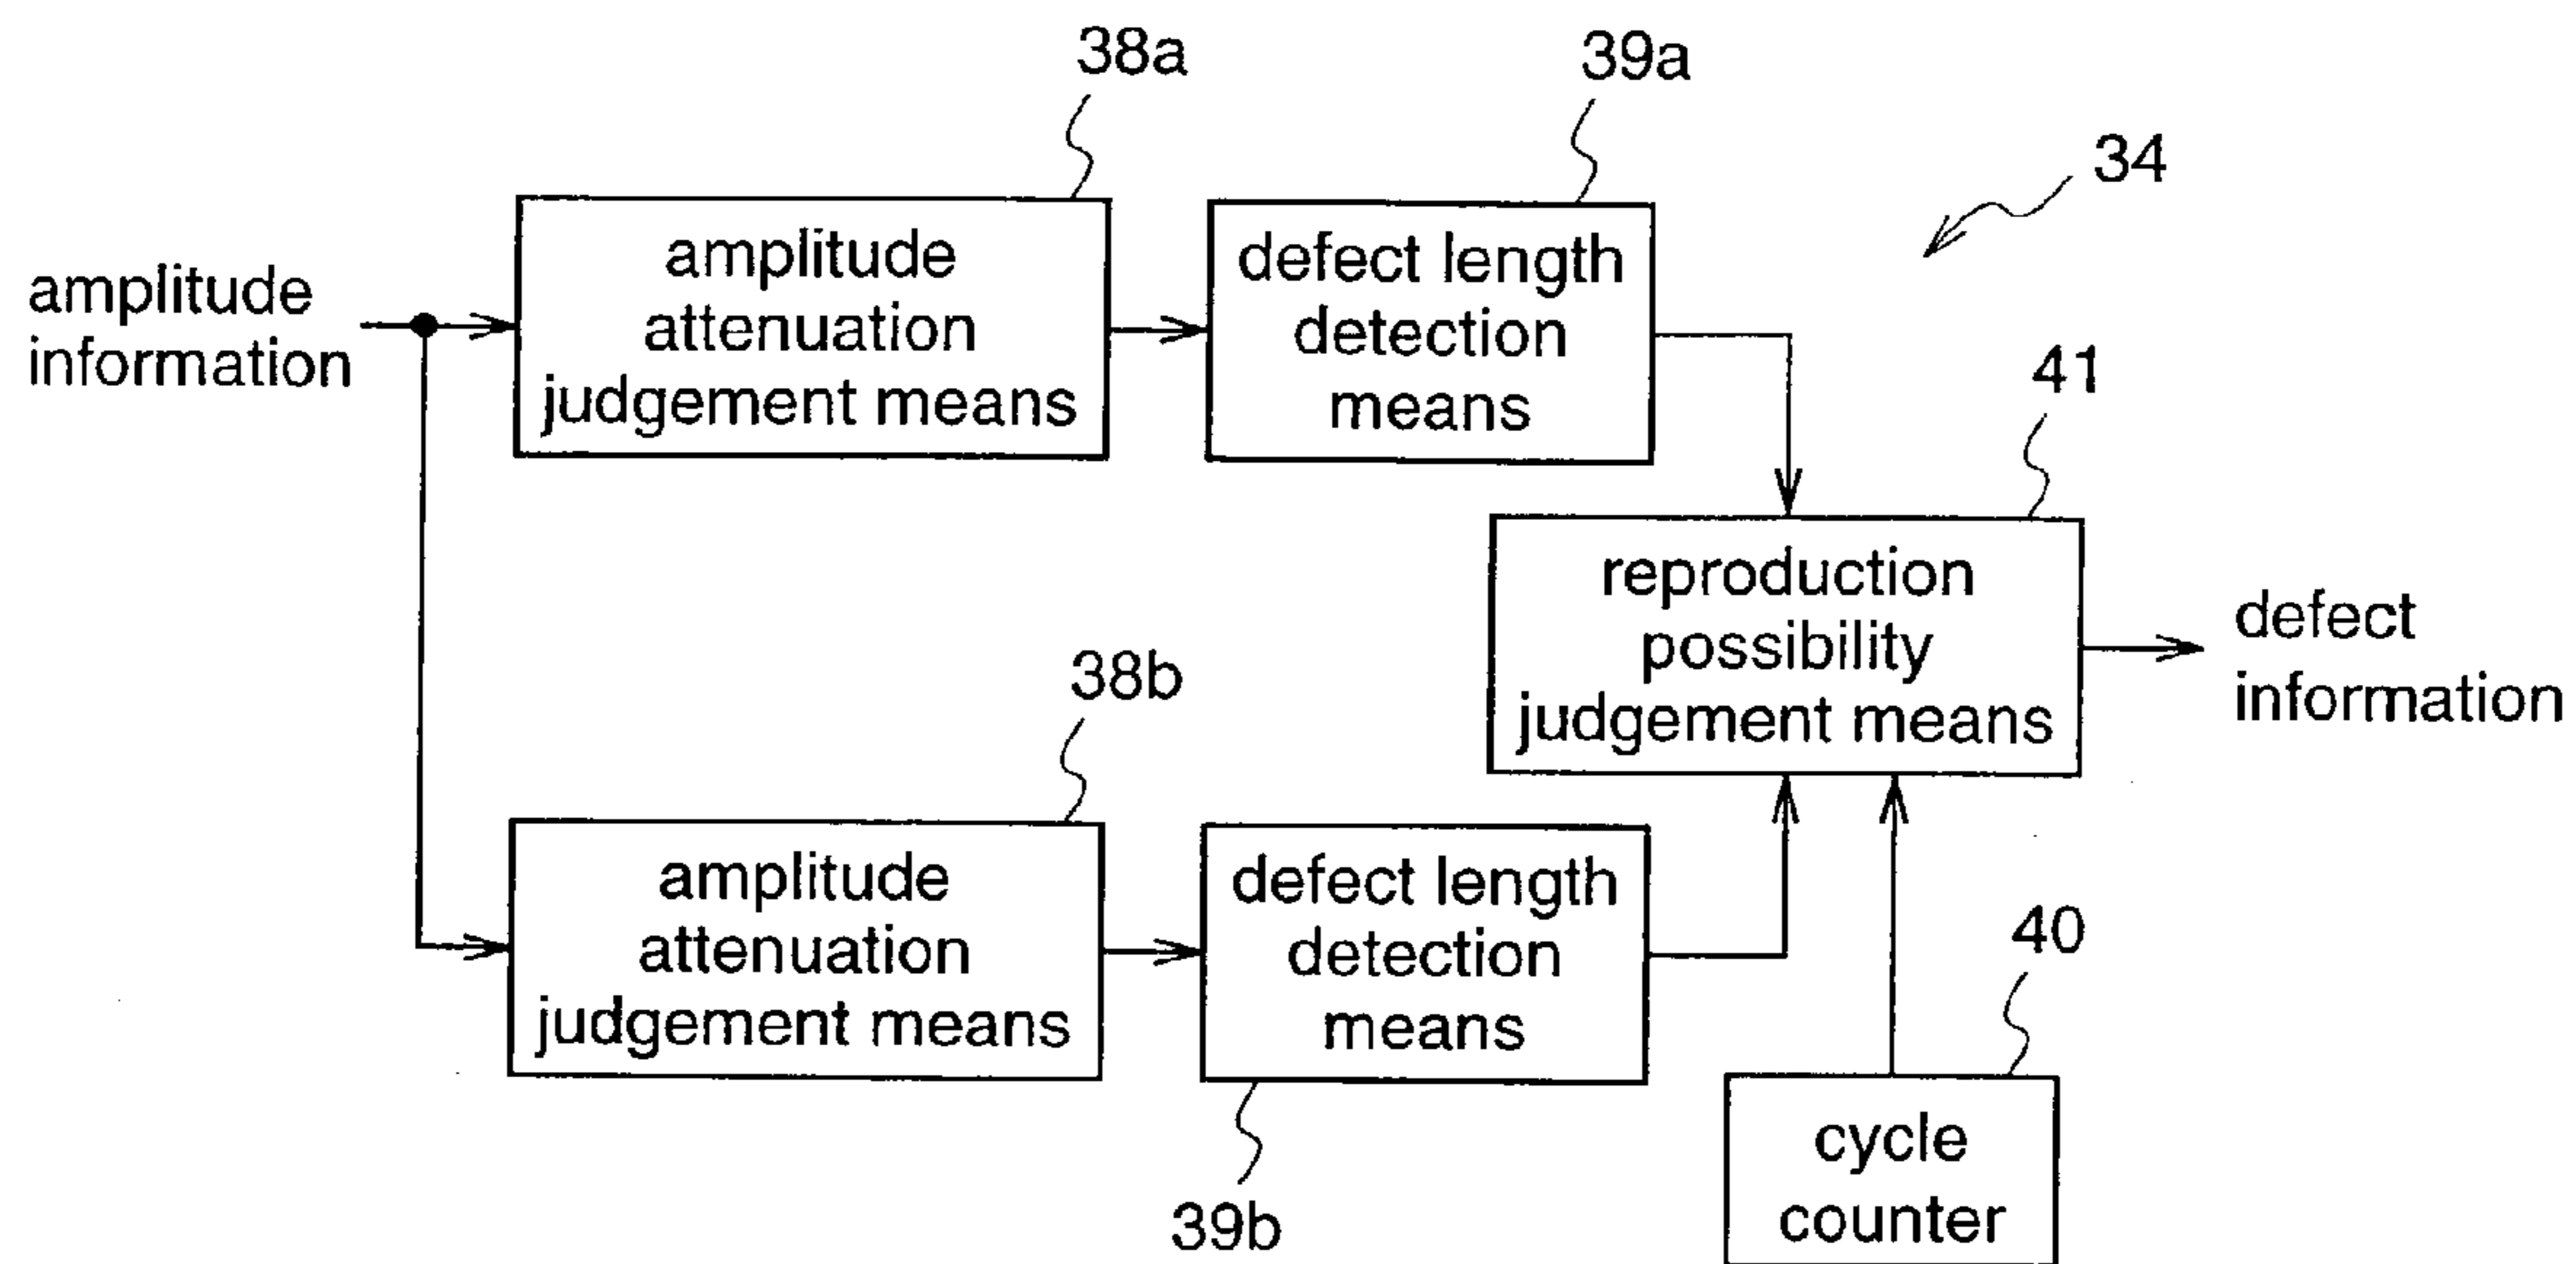 38a
39a
34
amplitude
information
amplitude
attenuation
judgement means
defect length
detection
means
41
reproduction
possibility
judgement means
defect
information
38b
amplitude
attenuation
judgement means
defect length
detection
means
40
39b
cycle
counter